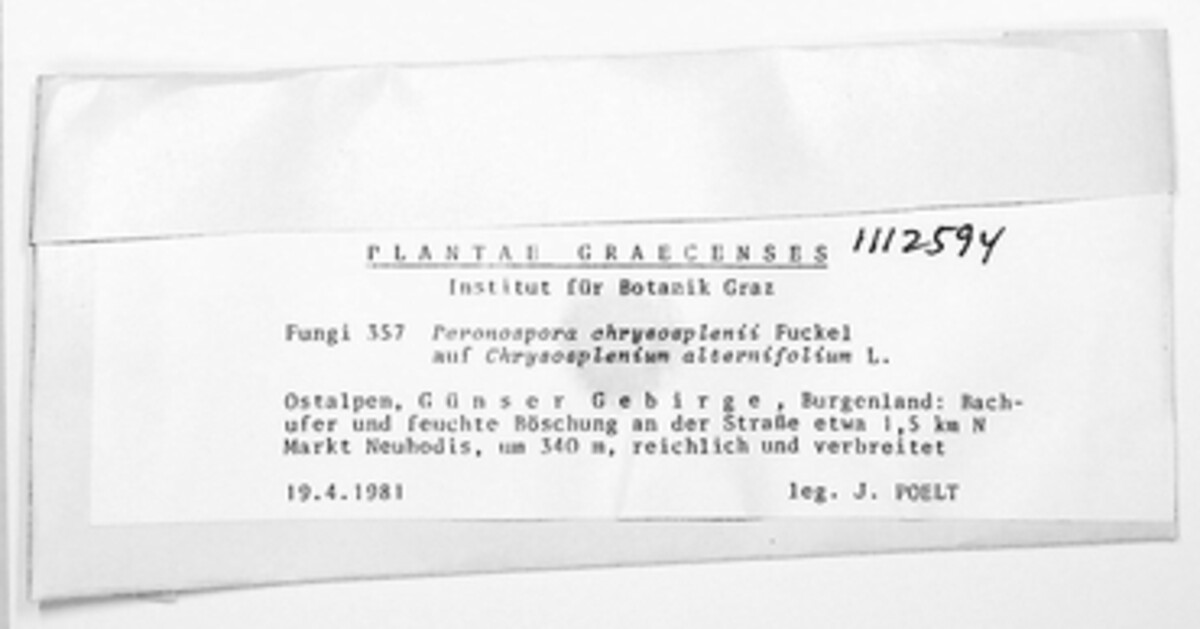 PLANTAE GRAECENSES 1112594
Institut für Botanik Graz
Fungi 357 Peronospora chrysosplenii Fuckel
auf Chrysosplenium alternifolium L.
Ostalpen, Günser Gebirge, Burgenland: Bach-
ufer und feuchte Böschung an der Straße etwa 1,5 km N
Markt Neuhodis, um 340 m, reichlich und verbreitet
19.4.1981 leg. J. POELT